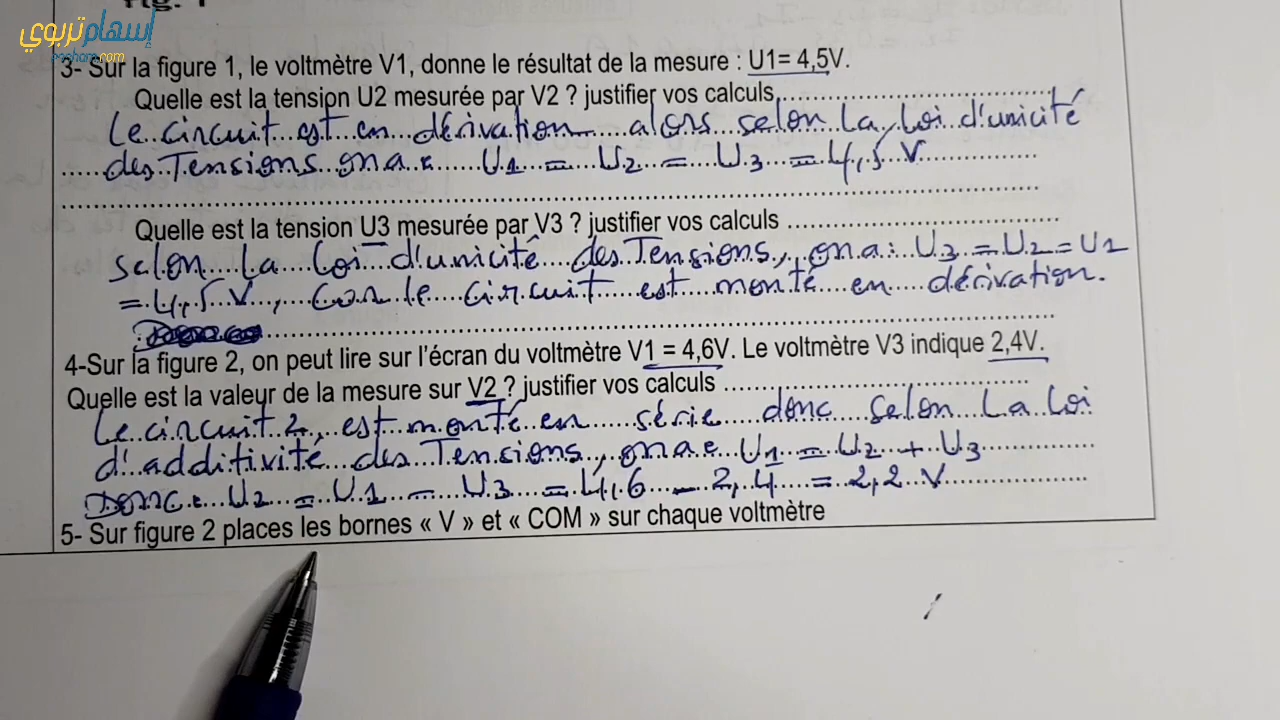 Fig. 1
إسهام تربوي
eesham.com
3- Sur la figure 1, le voltmètre V1, donne le résultat de la mesure : U1= 4,5V.
Quelle est la tension U2 mesurée par V2 ? justifier vos calculs
Le circuit est en dérivation alors selon la Loi d'unicité
des Tensions on a : U1 = U2 = U3 = 4,5 V
Quelle est la tension U3 mesurée par V3 ? justifier vos calculs
selon La Loi d'unicité des Tensions, on a : U3 = U2 = U1
= 4,5 V, car le circuit est monté en dérivation.
4-Sur la figure 2, on peut lire sur l'écran du voltmètre V1 = 4,6V. Le voltmètre V3 indique 2,4V.
Quelle est la valeur de la mesure sur V2 ? justifier vos calculs
Le circuit 2, est monté en série donc selon La Loi
d'additivité des Tensions, on a : U1 = U2 + U3
Donc : U2 = U1 - U3 = 4,6 - 2,4 = 2,2 V
5- Sur figure 2 places les bornes « V » et « COM » sur chaque voltmètre